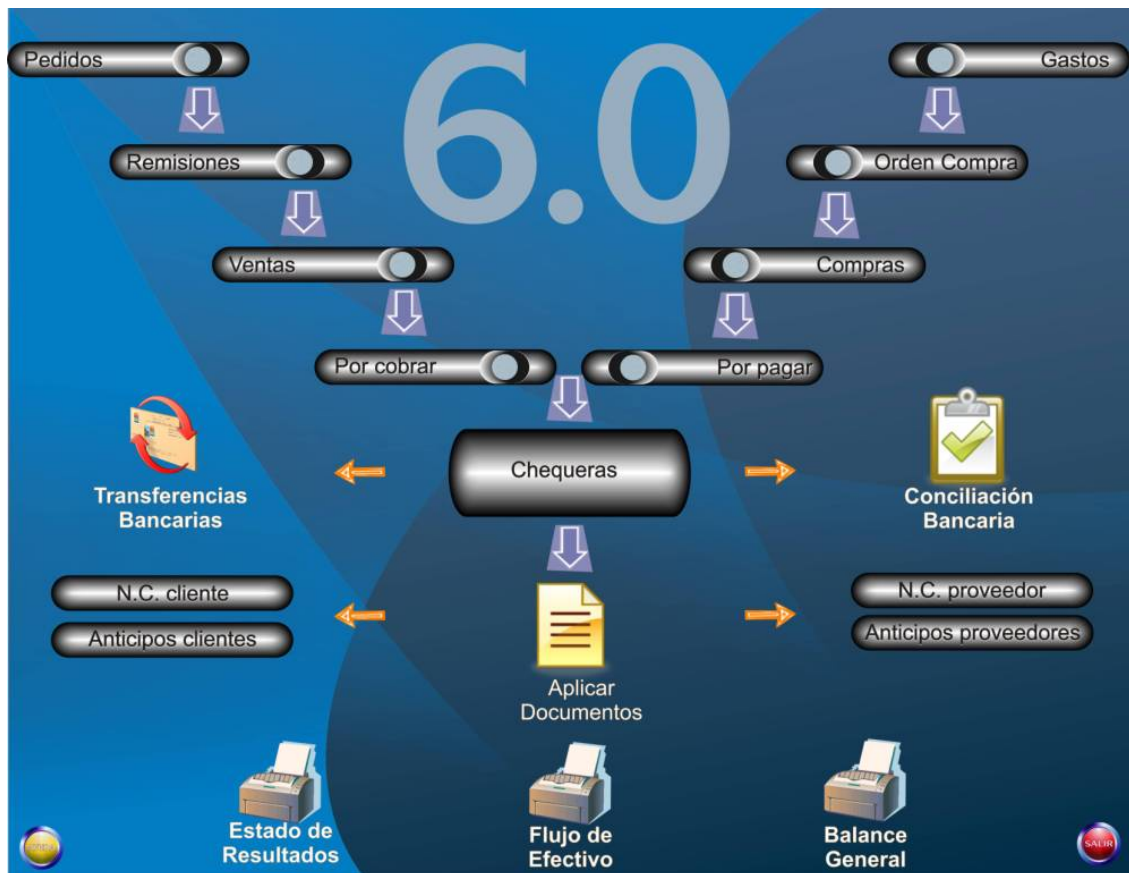 6.0
Pedidos
Gastos
Remisiones
Orden Compra
Ventas
Compras
Por cobrar
Por pagar
Chequeras
Transferencias
Bancarias
Conciliación
Bancaria
N.C. cliente
Anticipos clientes
N.C. proveedor
Anticipos proveedores
Aplicar
Documentos
Estado de
Resultados
Flujo de
Efectivo
Balance
General
SALIR